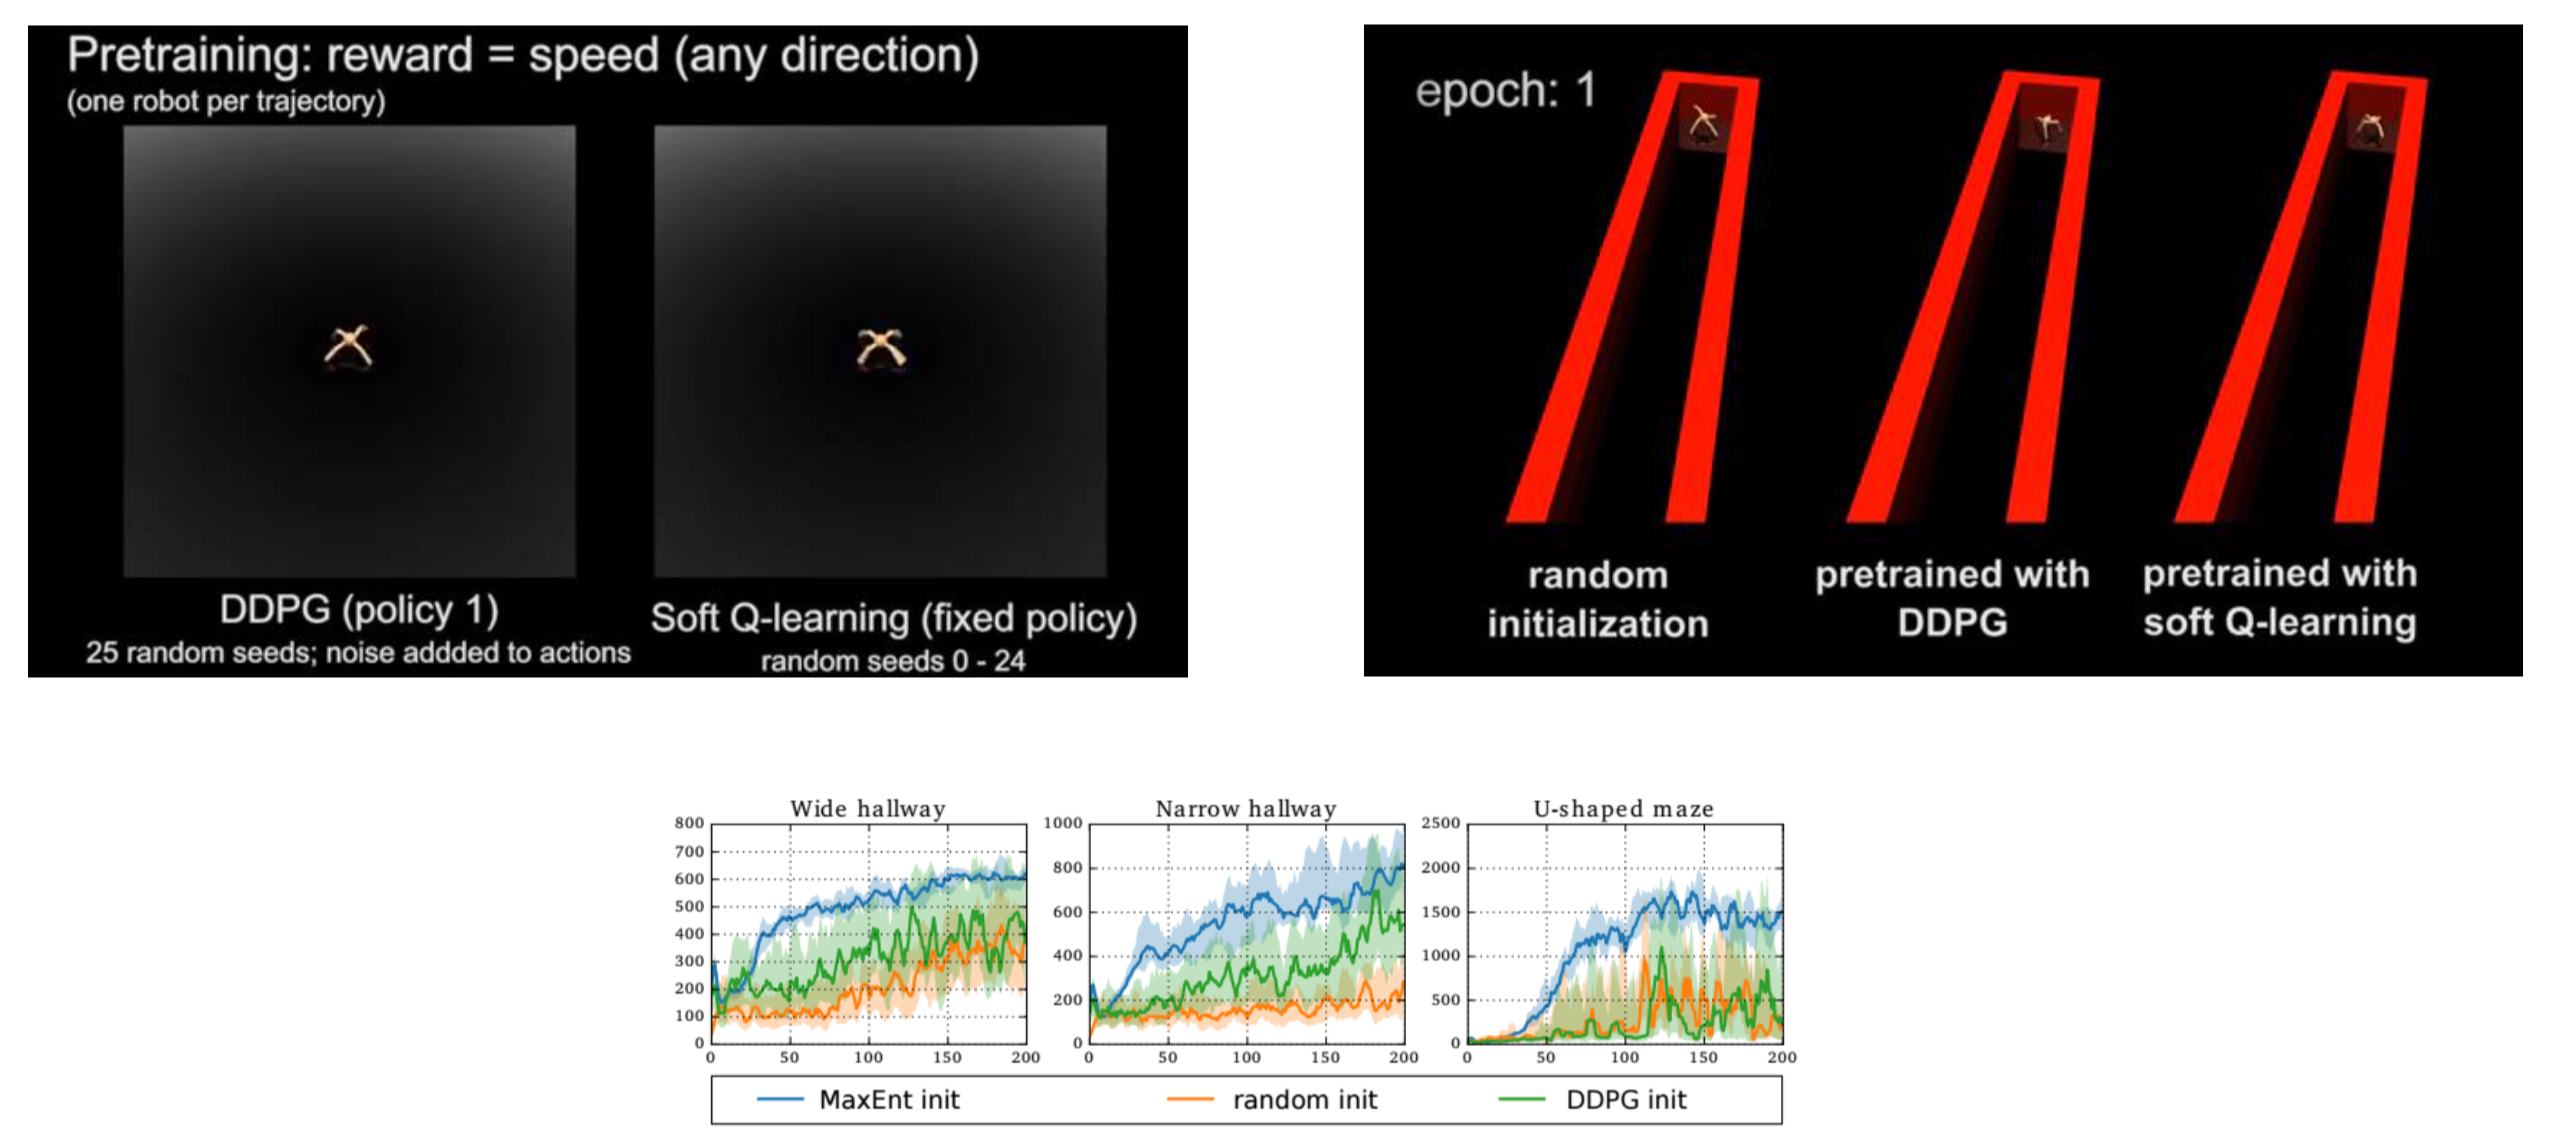 Pretraining: reward = speed (any direction)
(one robot per trajectory)
DDPG (policy 1)
25 random seeds; noise addded to actions
Soft Q-learning (fixed policy)
random seeds 0 - 24
epoch: 1
random
initialization
pretrained with
DDPG
pretrained with
soft Q-learning
Wide hallway
800
700
600
500
400
300
200
100
0
0 50 100 150 200
Narrow hallway
1000
800
600
400
200
0
0 50 100 150 200
U-shaped maze
2500
2000
1500
1000
500
0
0 50 100 150 200
MaxEnt init random init DDPG init